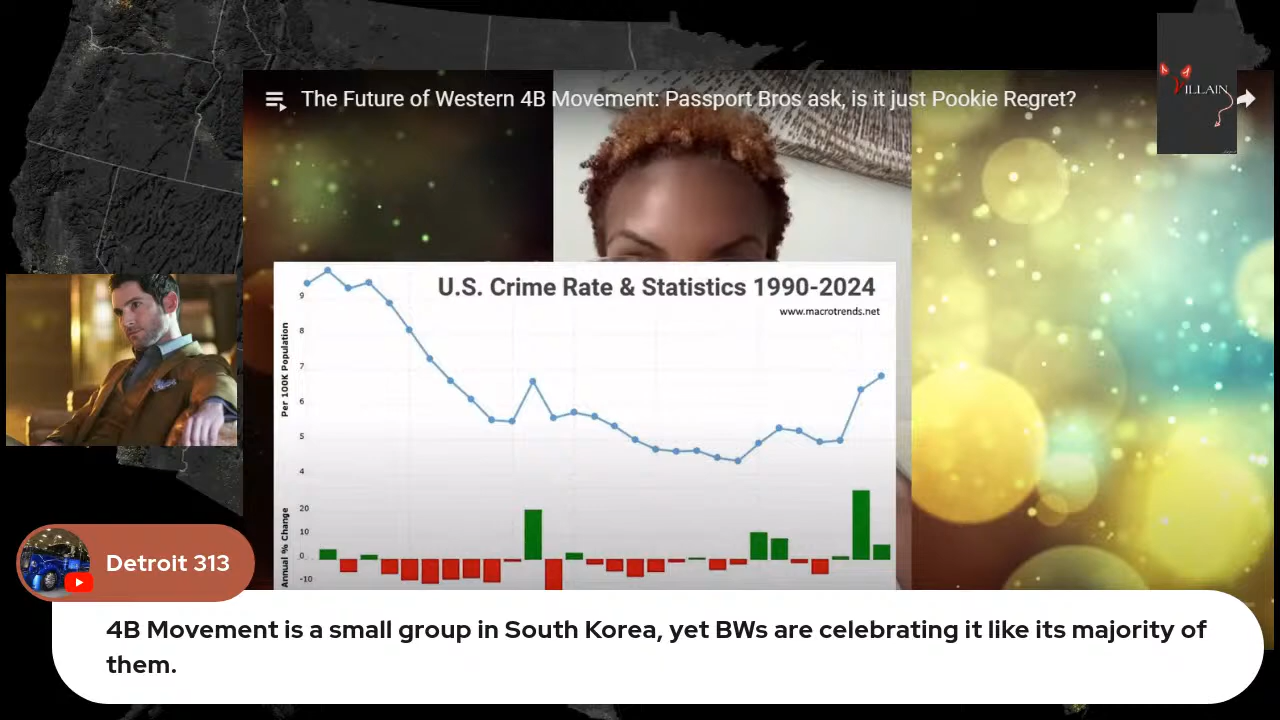 The Future of Western 4B Movement: Passport Bros ask, is it just Pookie Regret?
VILLAIN
U.S. Crime Rate & Statistics 1990-2024
www.macrotrends.net
Per 100K Population
9
8
7
6
5
4
Annual % Change
20
10
0
-10
Detroit 313
4B Movement is a small group in South Korea, yet BWs are celebrating it like its majority of
them.